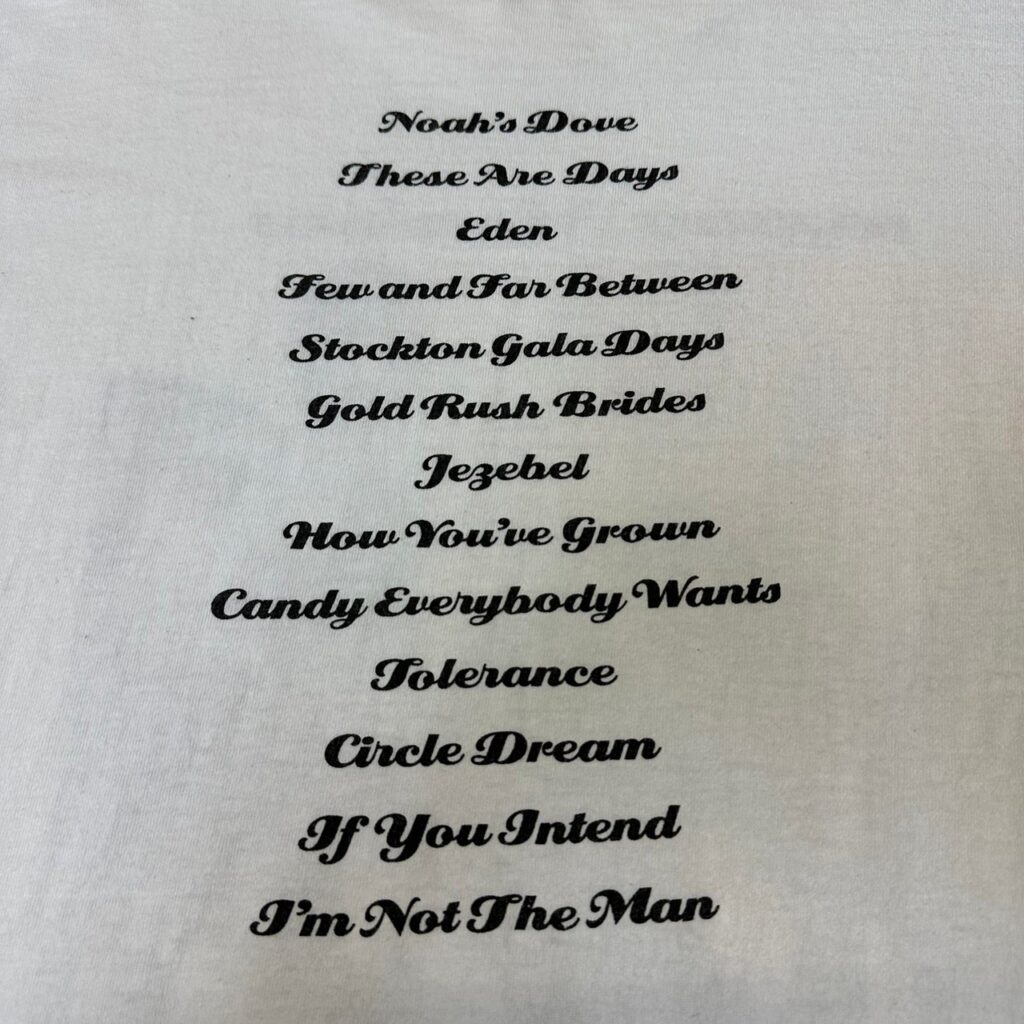 Noah's Dove
These Are Days
Eden
Few and Far Between
Stockton Gala Days
Gold Rush Brides
Jezebel
How You've Grown
Candy Everybody Wants
Tolerance
Circle Dream
If You Intend
I'm Not The Man